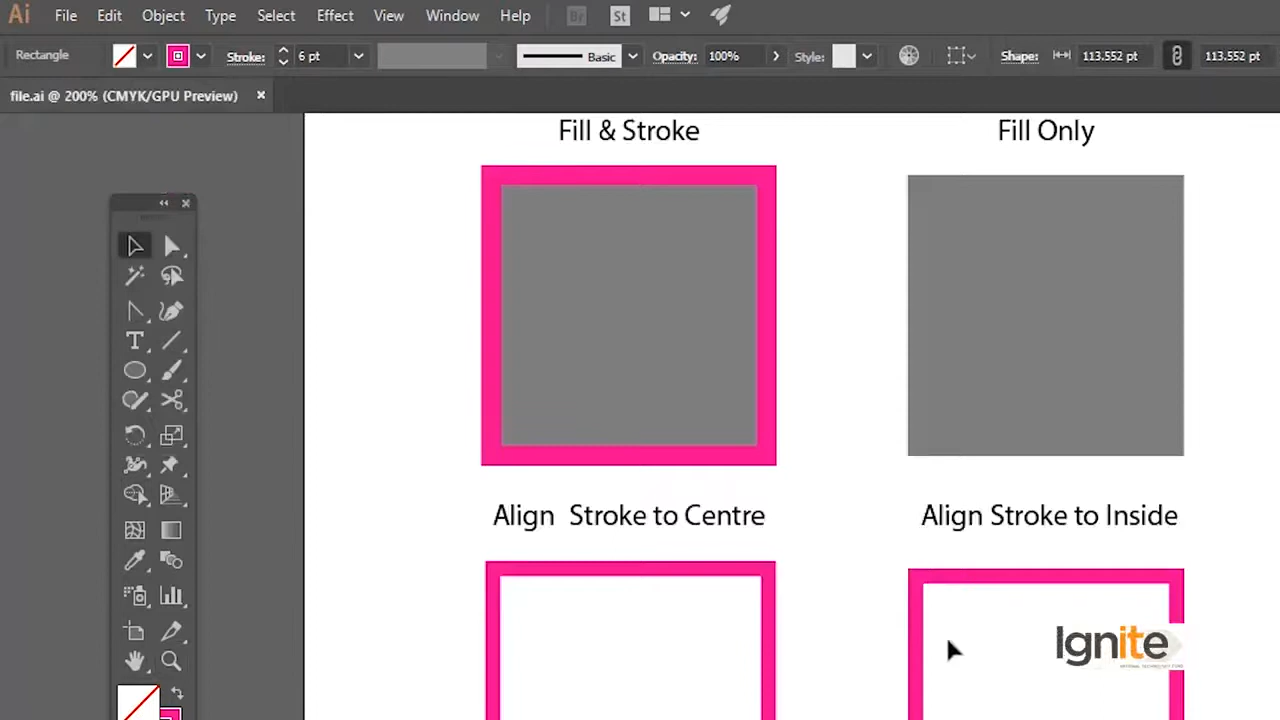 Ai File Edit Object Type Select Effect View Window Help Br St
Rectangle Stroke: 6 pt Basic Opacity: 100% Style: Shape: 113.552 pt 113.552 pt
file.ai @ 200% (CMYK/GPU Preview) ×
Fill & Stroke Fill Only
Align Stroke to Centre Align Stroke to Inside
Ignite